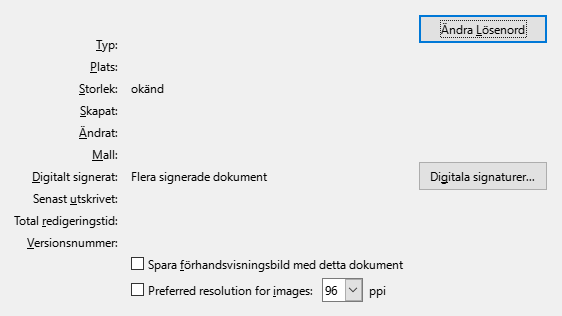 Ändra Lösenord
Typ:
Plats:
Storlek: okänd
Skapat:
Ändrat:
Mall:
Digitalt signerat: Flera signerade dokument Digitala signaturer...
Senast utskrivet:
Total redigeringstid:
Versionsnummer:
Spara förhandsvisningsbild med detta dokument
Preferred resolution for images: 96 ppi